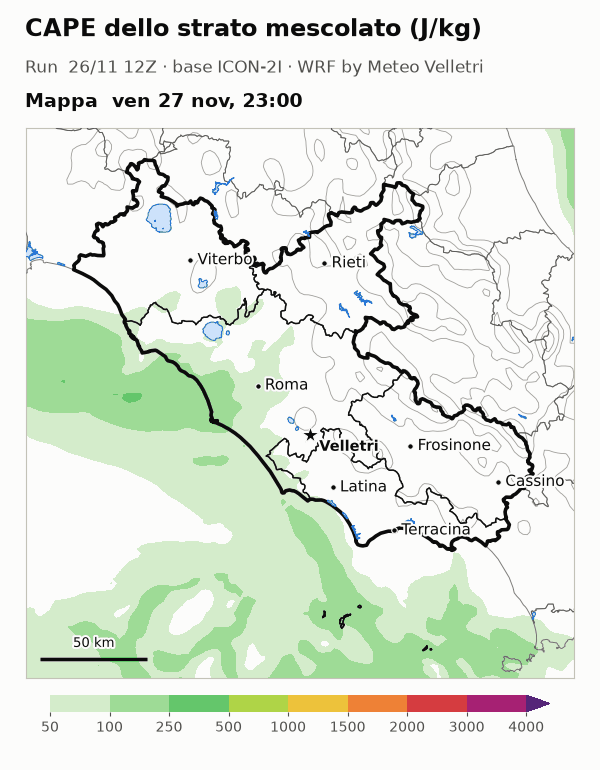 CAPE dello strato mescolato (J/kg)
Run  26/11 12Z · base ICON-2I · WRF by Meteo Velletri
Mappa  ven 27 nov, 23:00
Viterbo
Rieti
Roma
Velletri
Frosinone
Cassino
Latina
Terracina
50 km
50 100 250 500 1000 1500 2000 3000 4000